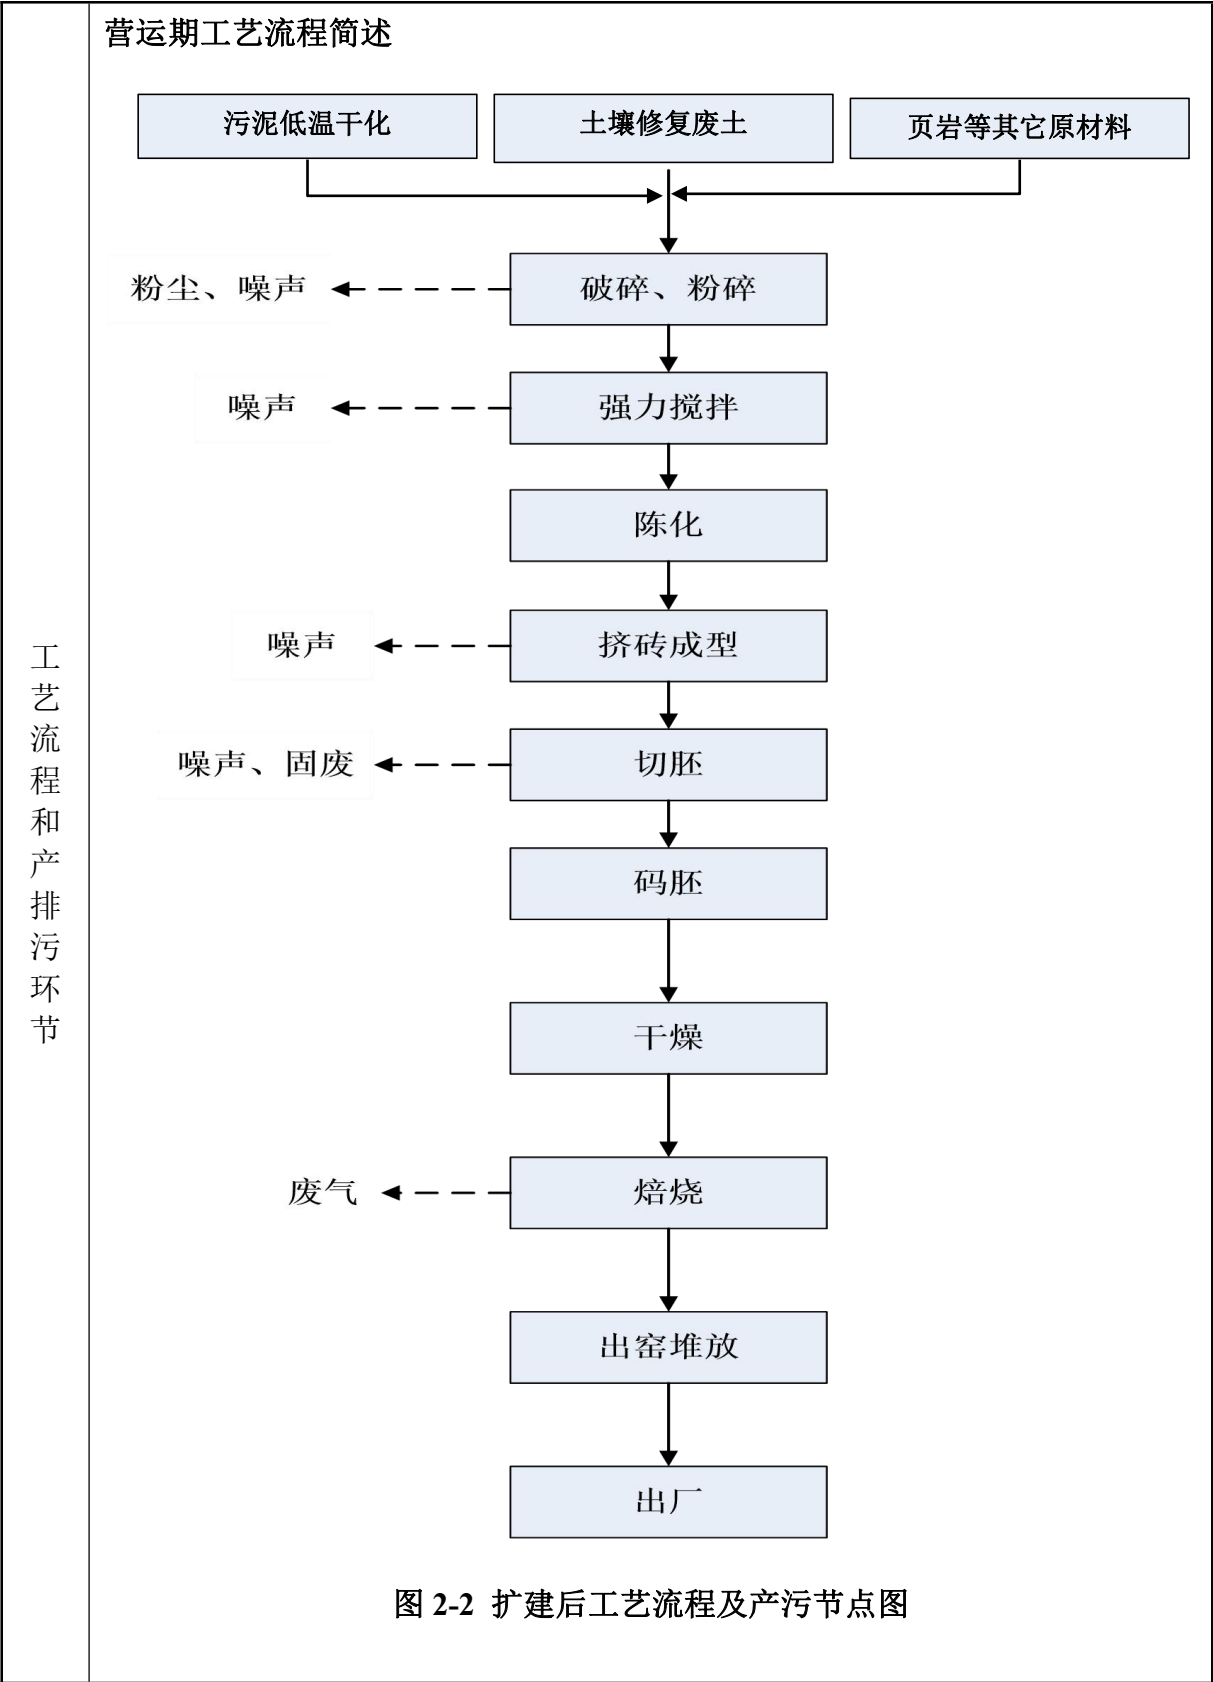 营运期工艺流程简述
污泥低温干化
土壤修复废土
页岩等其它原材料
粉尘、噪声
破碎、粉碎
噪声
强力搅拌
陈化
噪声
挤砖成型
噪声、固废
切胚
码胚
干燥
废气
焙烧
出窑堆放
出厂
图 2-2 扩建后工艺流程及产污节点图
工
艺
流
程
和
产
排
污
环
节